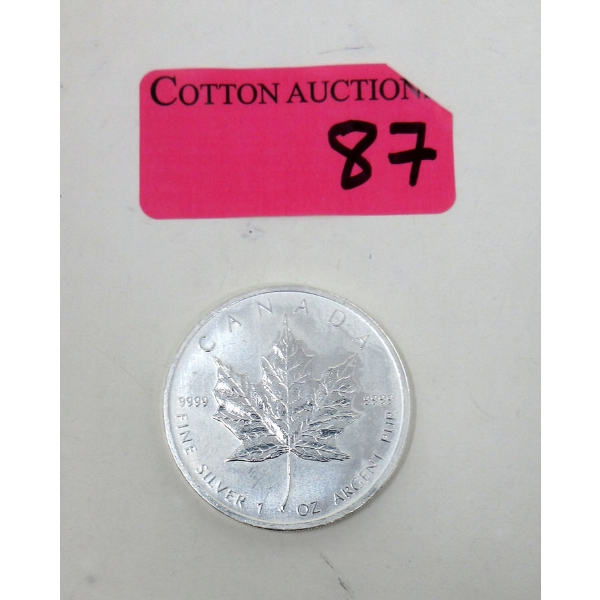 COTTON AUCTION
87
CANADA
9999 9999
FINE SILVER 1 OZ ARGENT PUR